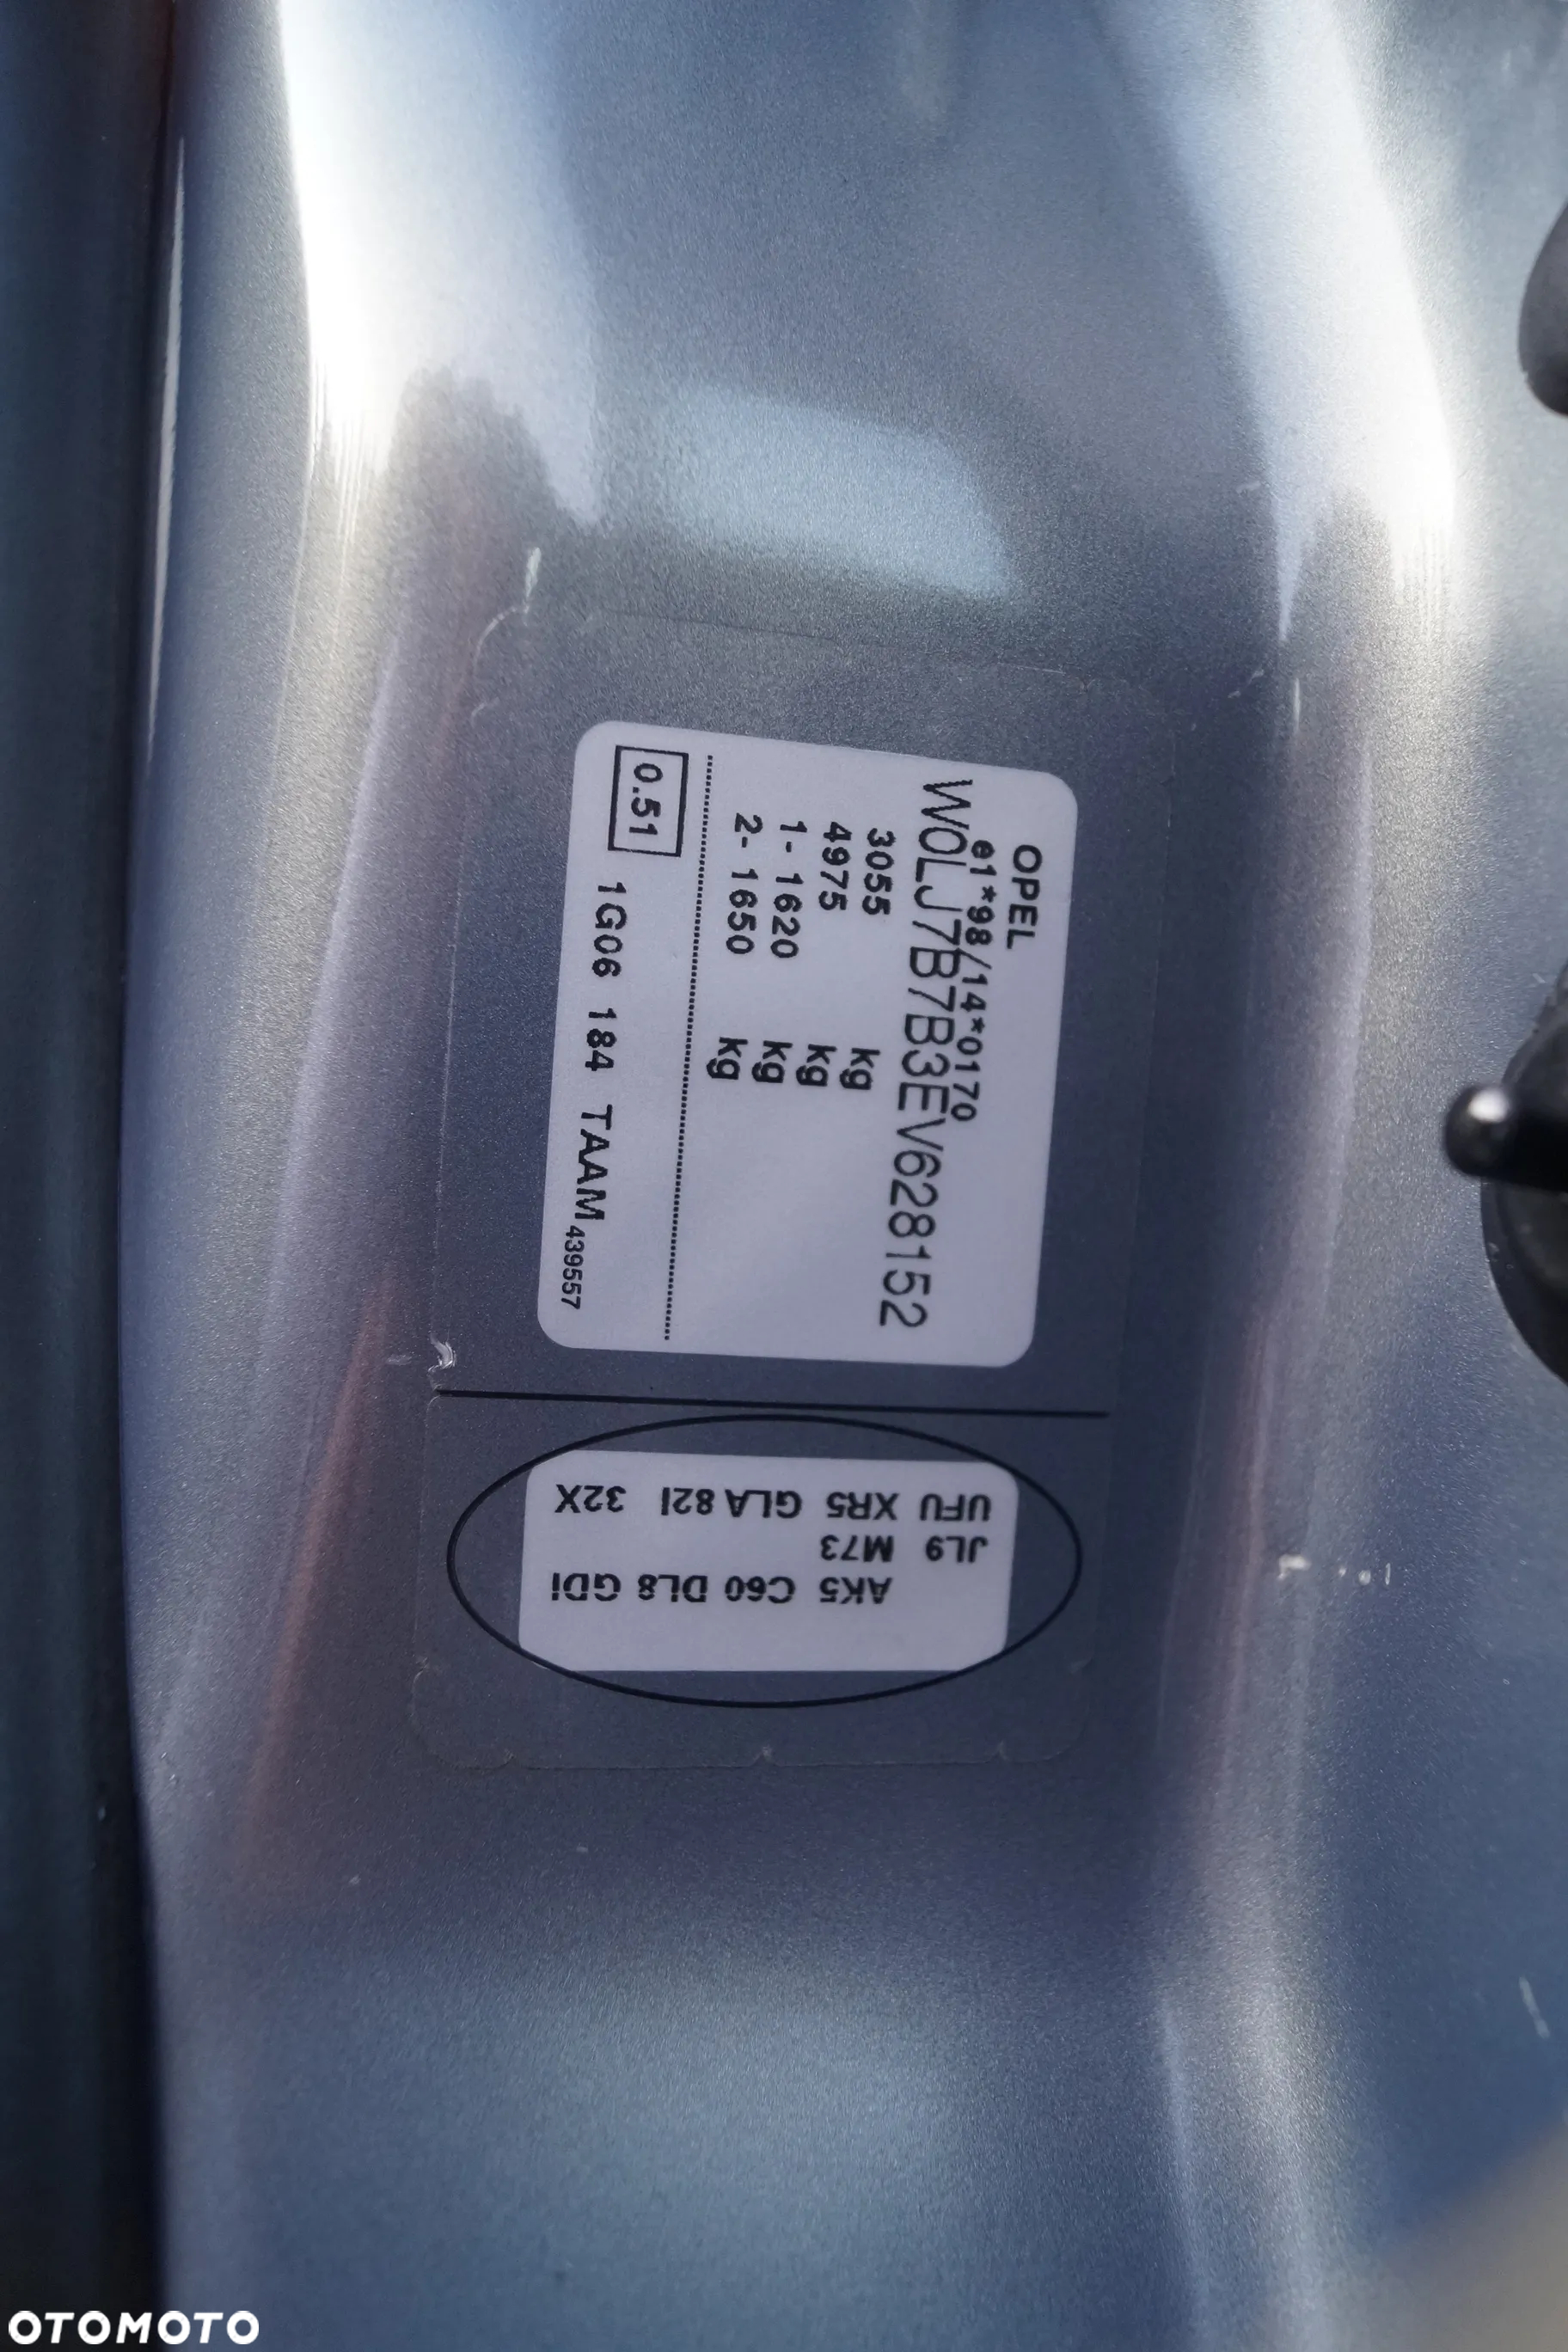 OPEL
e1*98/14*0170
W0LJ7B7B3EV628152
3055 kg
4975 kg
1- 1620 kg
2- 1650 kg
0.51 1G06 184 TAAM 439557
UFU XR5 GLA 82I 32X
JL9 M73
AK5 C60 DL8 GDI
OTOMOTO